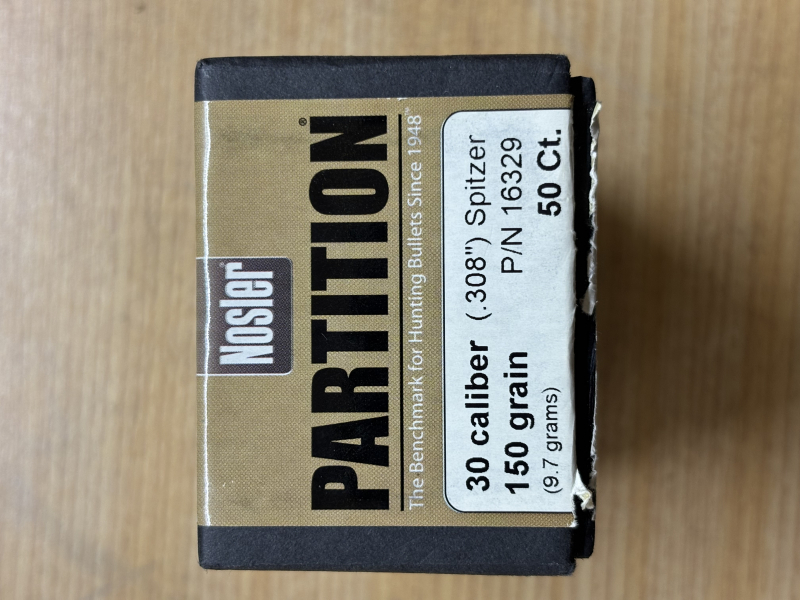 Nosler®
PARTITION®
The Benchmark for Hunting Bullets Since 1948™
30 caliber (.308") Spitzer
150 grain P/N 16329
(9.7 grams) 50 Ct.